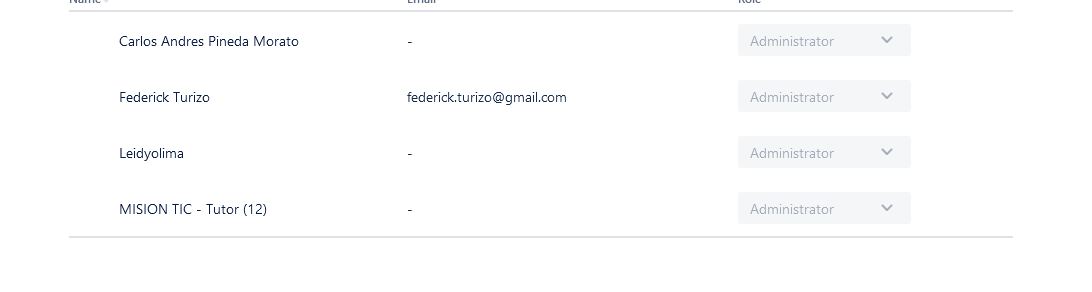 Name Email Role
Carlos Andres Pineda Morato - Administrator
Federick Turizo federick.turizo@gmail.com Administrator
Leidyolima - Administrator
MISION TIC - Tutor (12) - Administrator